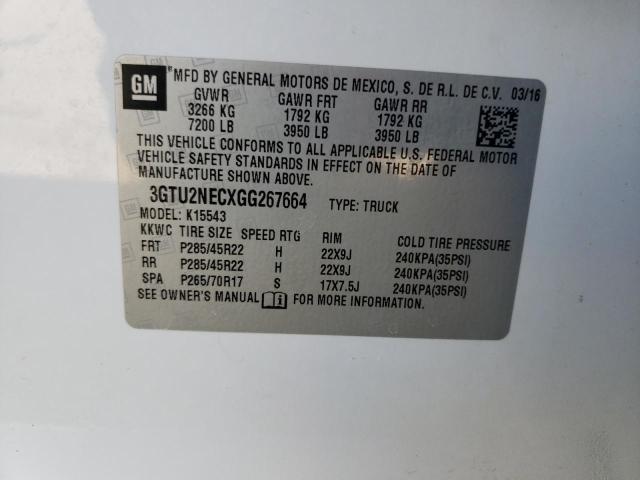 GM ® MFD BY GENERAL MOTORS DE MEXICO, S. DE R.L. DE C.V. 03/16
GVWR GAWR FRT GAWR RR
3266 KG 1792 KG 1792 KG
7200 LB 3950 LB 3950 LB
THIS VEHICLE CONFORMS TO ALL APPLICABLE U.S. FEDERAL MOTOR
VEHICLE SAFETY STANDARDS IN EFFECT ON THE DATE OF
MANUFACTURE SHOWN ABOVE.
3GTU2NECXGG267664 TYPE: TRUCK
MODEL: K15543
KKWC TIRE SIZE SPEED RTG RIM COLD TIRE PRESSURE
FRT P285/45R22 H 22X9J 240KPA(35PSI)
RR P285/45R22 H 22X9J 240KPA(35PSI)
SPA P265/70R17 S 17X7.5J 240KPA(35PSI)
SEE OWNER'S MANUAL FOR MORE INFORMATION.